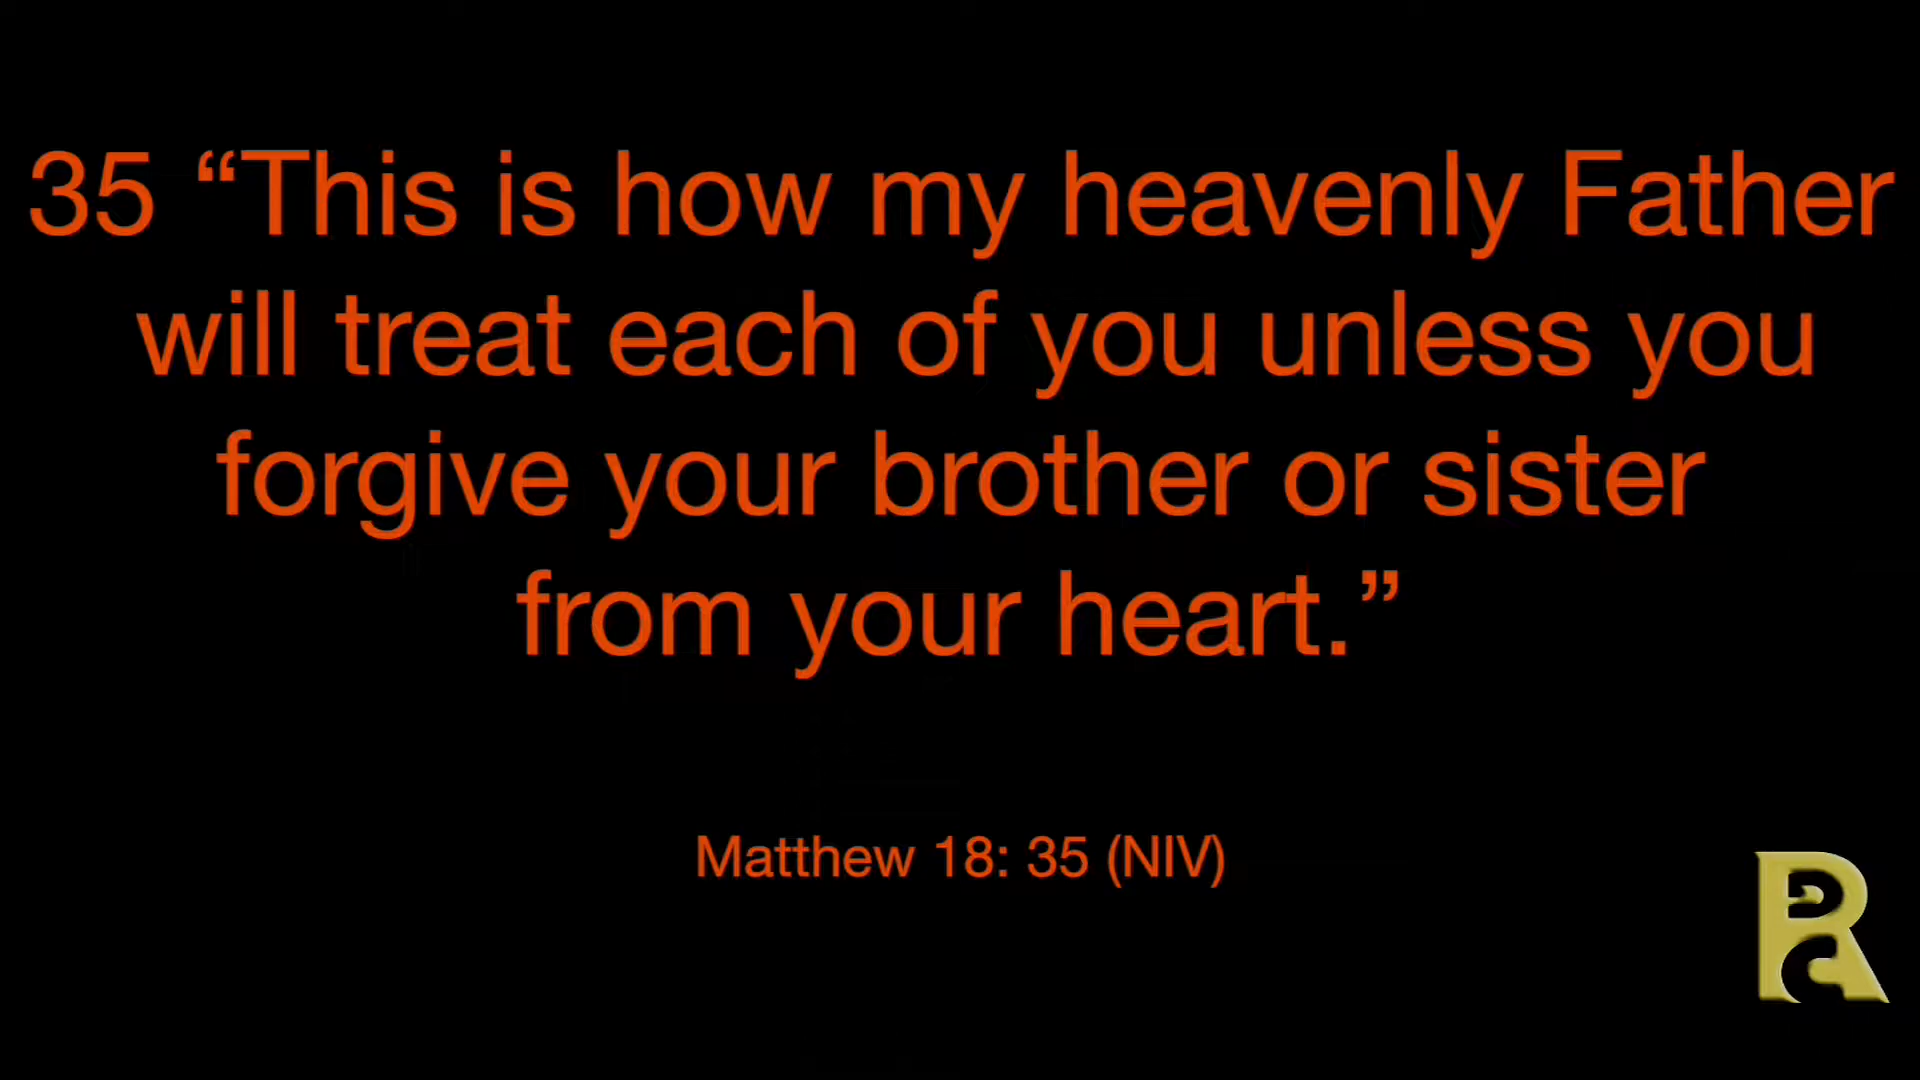 35 “This is how my heavenly Father
will treat each of you unless you
forgive your brother or sister
from your heart.”
Matthew 18: 35 (NIV)
R